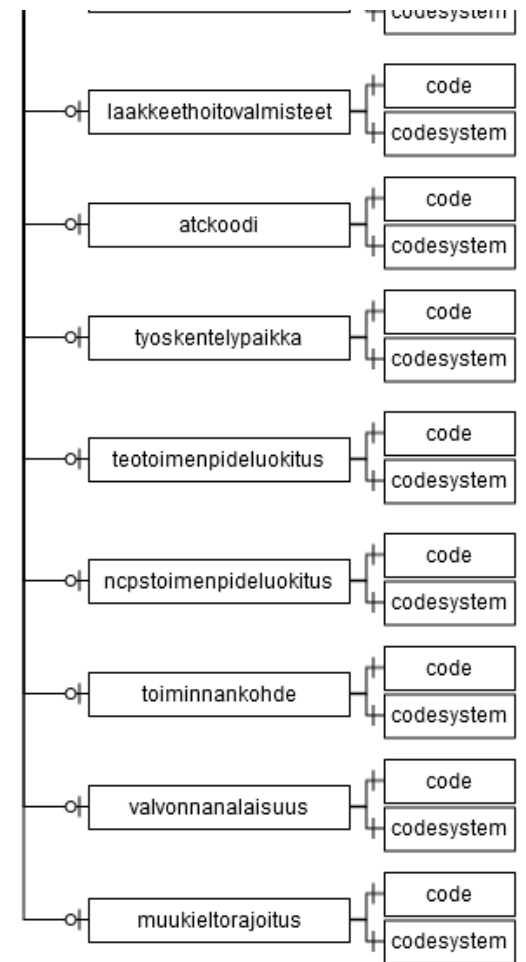 codesystem
code
laakkeethoitovalmisteet
codesystem
code
atckoodi
codesystem
code
tyoskentelypaikka
codesystem
code
teotoimenpideluokitus
codesystem
code
ncpstoimenpideluokitus
codesystem
code
toiminnankohde
codesystem
code
valvonnanalaisuus
codesystem
code
muukieltorajoitus
codesystem